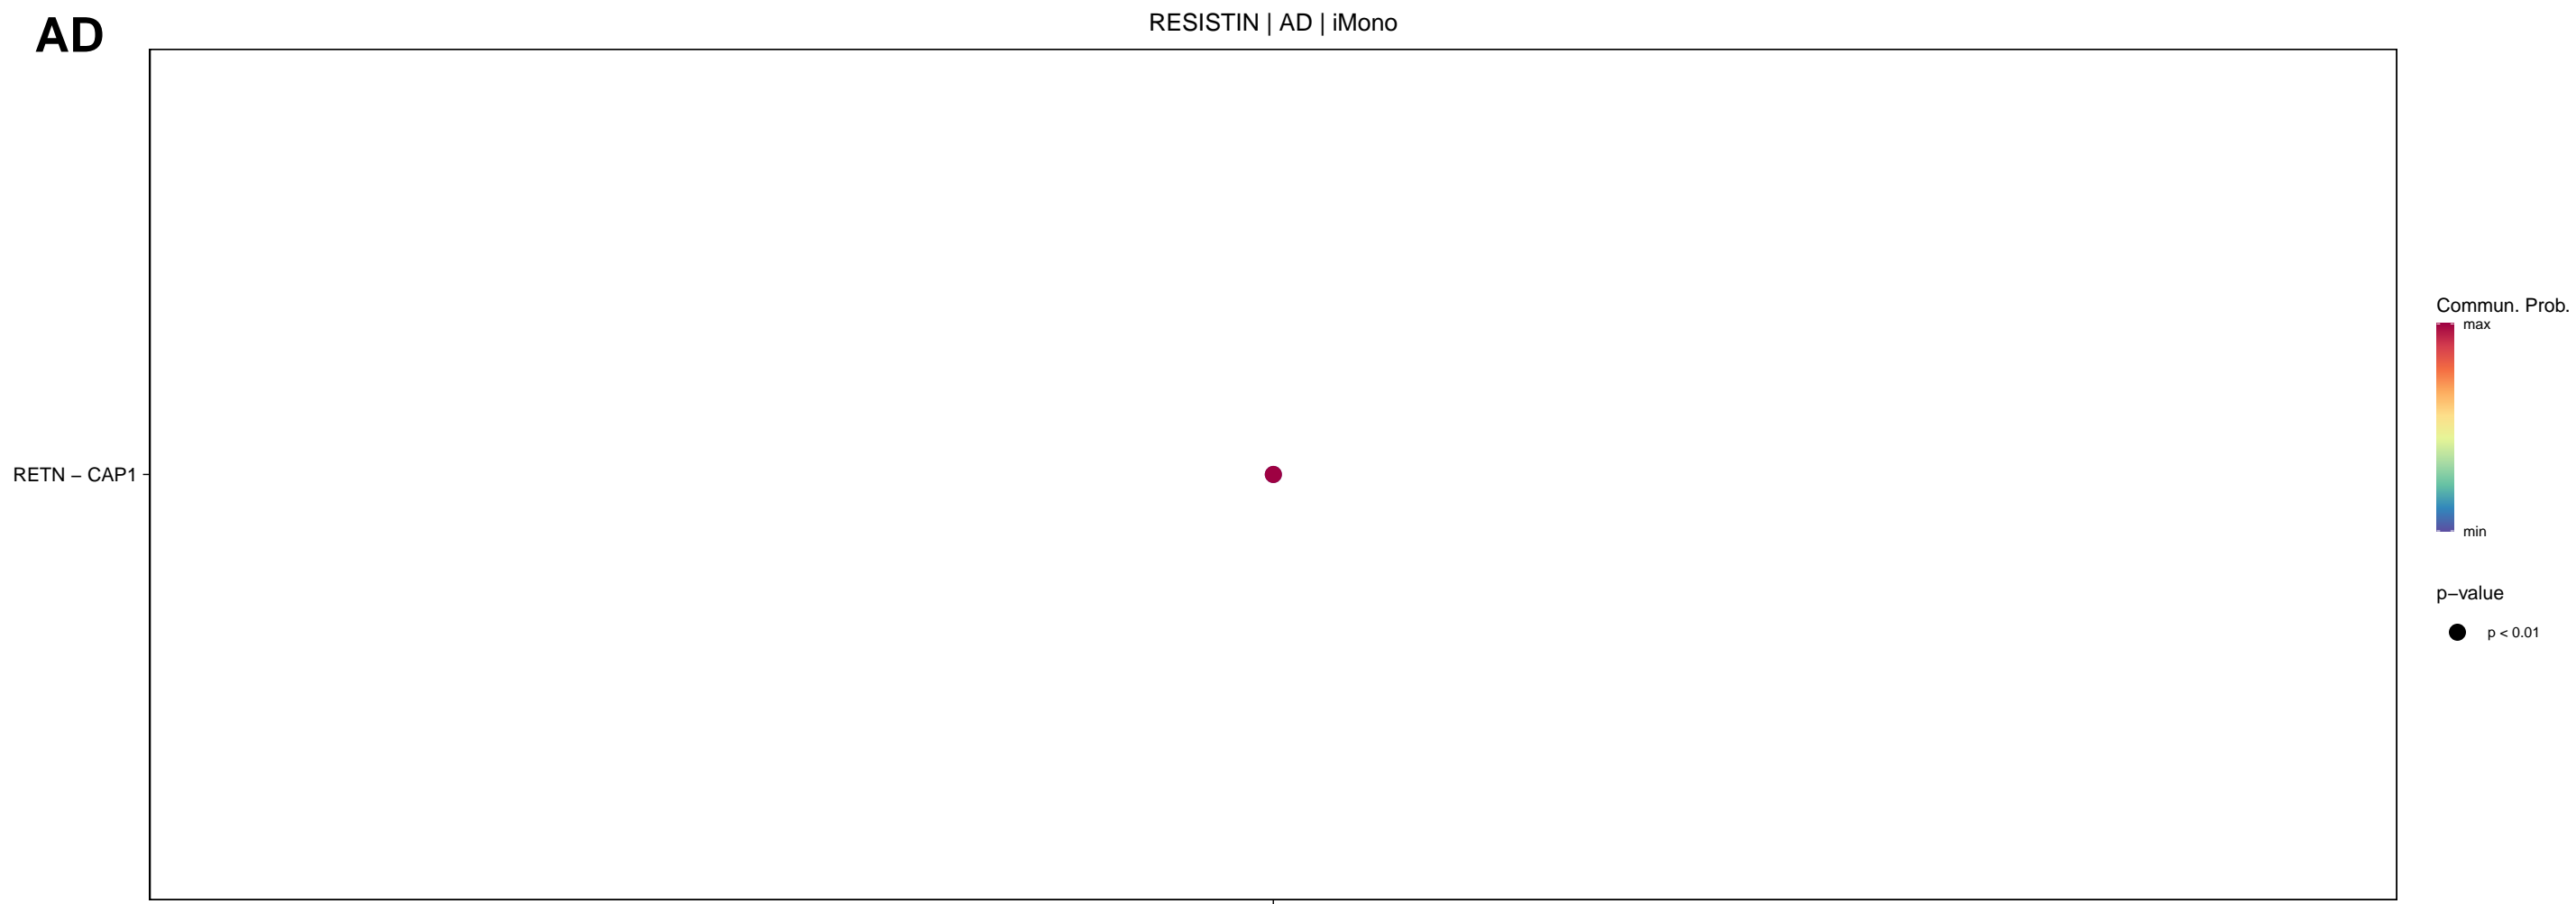 AD
RESISTIN | AD | iMono
RETN – CAP1
Commun. Prob.
max
min
p–value
p < 0.01